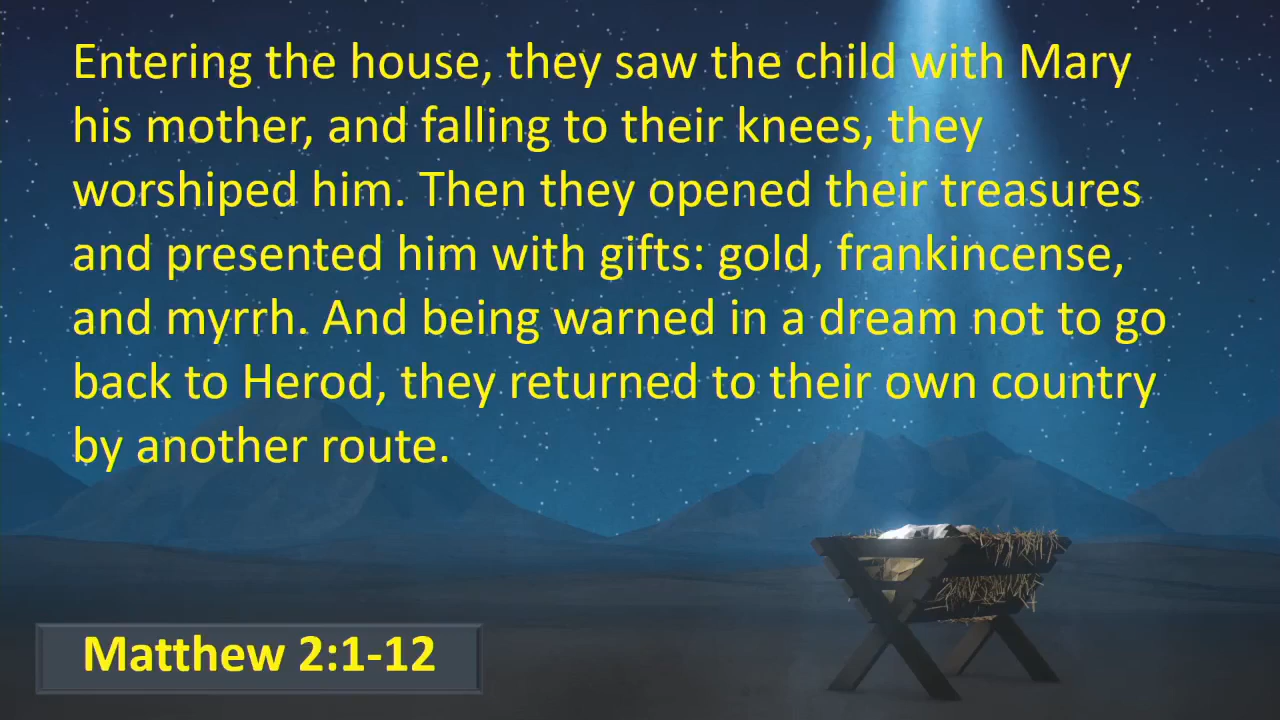 Entering the house, they saw the child with Mary
his mother, and falling to their knees, they
worshiped him. Then they opened their treasures
and presented him with gifts: gold, frankincense,
and myrrh. And being warned in a dream not to go
back to Herod, they returned to their own country
by another route.
Matthew 2:1-12